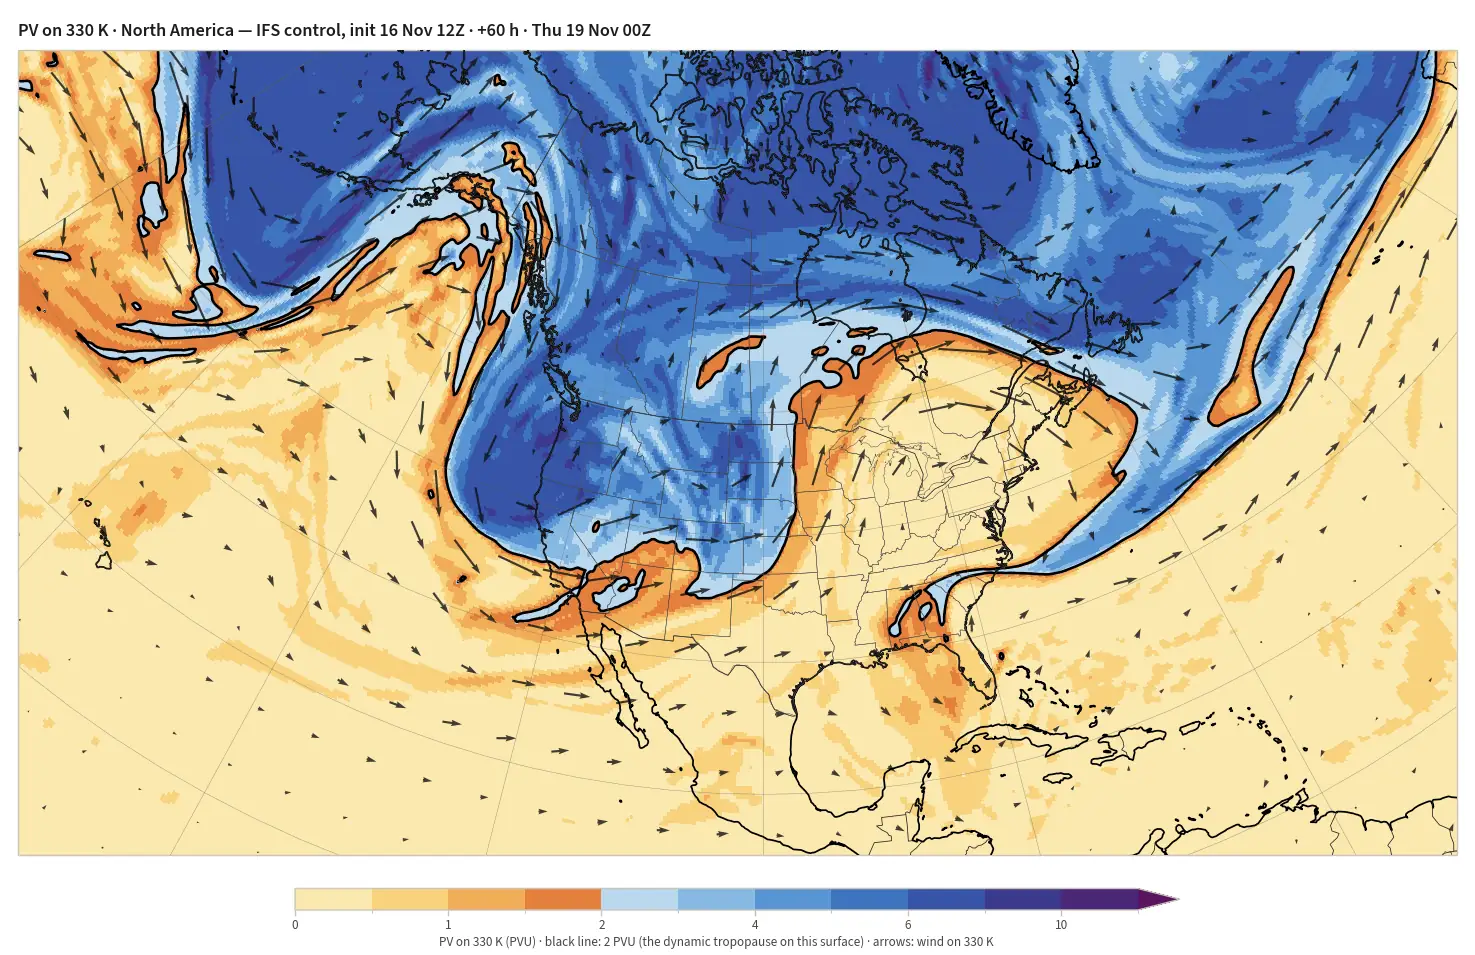 PV on 330 K · North America — IFS control, init 16 Nov 12Z · +60 h · Thu 19 Nov 00Z
0 1 2 4 6 10
PV on 330 K (PVU) · black line: 2 PVU (the dynamic tropopause on this surface) · arrows: wind on 330 K